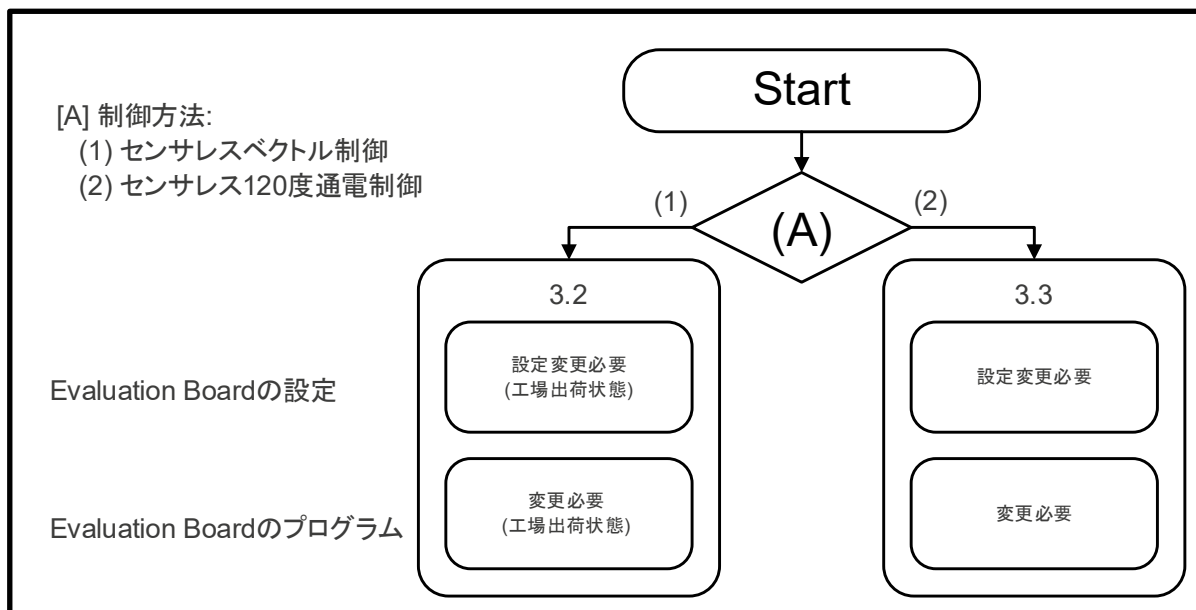 Start
[A] 制御方法:
(1) センサレスベクトル制御
(2) センサレス120度通電制御
(1)
(A)
(2)
3.2
3.3
Evaluation Boardの設定
設定変更必要
(工場出荷状態)
設定変更必要
Evaluation Boardのプログラム
変更必要
(工場出荷状態)
変更必要